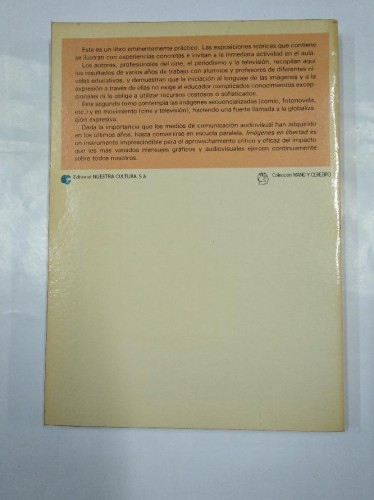 Este es un libro eminentemente práctico. Las exposiciones teóricas que contiene
se ilustran con experiencias concretas e invitan a la inmediata actividad en el aula.
Los autores, profesionales del cine, el periodismo y la televisión, recopilan aquí
los resultados de varios años de trabajo con alumnos y profesores de diferentes ni-
veles educativos, y demuestran que la iniciación al lenguaje de las imágenes y a la
expresión a través de ellas no exige al educador complicados conocimientos excep-
cionales ni le obliga a utilizar recursos costosos o sofisticados.
Este segundo tomo contempla las imágenes secuencializadas (comic, fotonovela,
etc.) y en movimiento (cine y televisión), haciendo una fuerte llamada a la globaliza-
ción expresiva.
Dada la importancia que los medios de comunicación audiovisual han adquirido
en los últimos años, hasta convertirse en escuela paralela, Imágenes en libertad es
un instrumento imprescindible para el aprovechamiento crítico y eficaz del impacto
que los más variados mensajes gráficos y audiovisuales ejercen continuamente
sobre todos nosotros.
Editorial NUESTRA CULTURA, S.A.
Colección MANO Y CEREBRO